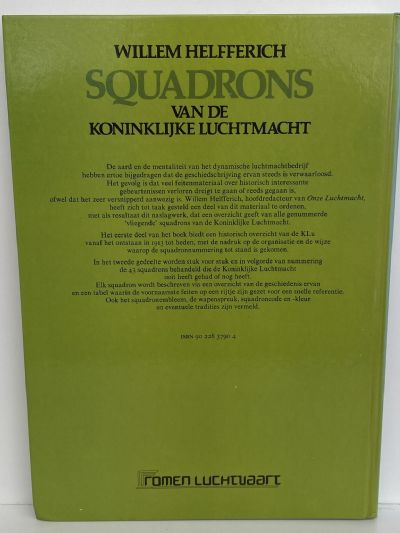 WILLEM HELFFERICH
SQUADRONS
VAN DE
KONINKLIJKE LUCHTMACHT
De aard en de mentaliteit van het dynamische luchtmachtbedrijf
hebben ertoe bijgedragen dat de geschiedschrijving ervan steeds is verwaarloosd.
Het gevolg is dat veel feitenmateriaal over historisch interessante
gebeurtenissen verloren dreigt te gaan of reeds gegaan is,
ofwel dat het zeer versnipperd aanwezig is. Willem Helfferich, hoofdredacteur van Onze Luchtmacht,
heeft zich tot taak gesteld een deel van dit materiaal te ordenen,
met als resultaat dit naslagwerk, dat een overzicht geeft van alle genummerde
'vliegende' squadrons van de Koninklijke Luchtmacht.
Het eerste deel van het boek biedt een historisch overzicht van de KLu
vanaf het ontstaan in 1913 tot heden, met de nadruk op de organisatie en de wijze
waarop de squadronnummering tot stand is gekomen.
In het tweede gedeelte worden stuk voor stuk en in volgorde van nummering
de 43 squadrons behandeld die de Koninklijke Luchtmacht
ooit heeft gehad of nog heeft.
Elk squadron wordt beschreven via een overzicht van de geschiedenis ervan
en een tabel waarin de voornaamste feiten op een rijtje zijn gezet voor een snelle referentie.
Ook het squadronembleem, de wapenspreuk, squadroncode en -kleur
en eventuele tradities zijn vermeld.
ISBN 90 228 3790 4
romen luchtvaart